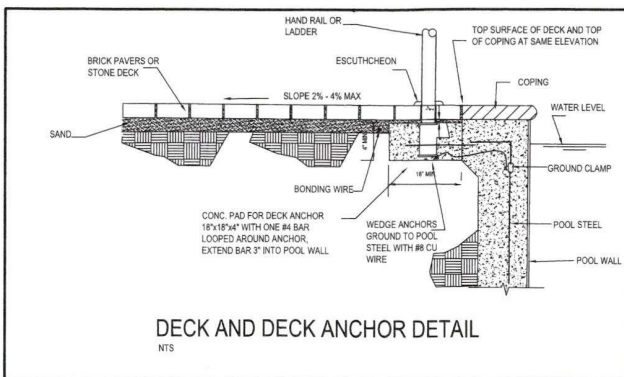 HAND RAIL OR
LADDER
TOP SURFACE OF DECK AND TOP
OF COPING AT SAME ELEVATION
BRICK PAVERS OR
STONE DECK
ESCUTHCHEON
SLOPE 2% - 4% MAX
COPING
WATER LEVEL
SAND
4" MIN
BONDING WIRE
18" MIN
GROUND CLAMP
CONC. PAD FOR DECK ANCHOR
18"x18"x4" WITH ONE #4 BAR
LOOPED AROUND ANCHOR,
EXTEND BAR 3" INTO POOL WALL
WEDGE ANCHORS
GROUND TO POOL
STEEL WITH #8 CU
WIRE
POOL STEEL
POOL WALL
DECK AND DECK ANCHOR DETAIL
NTS